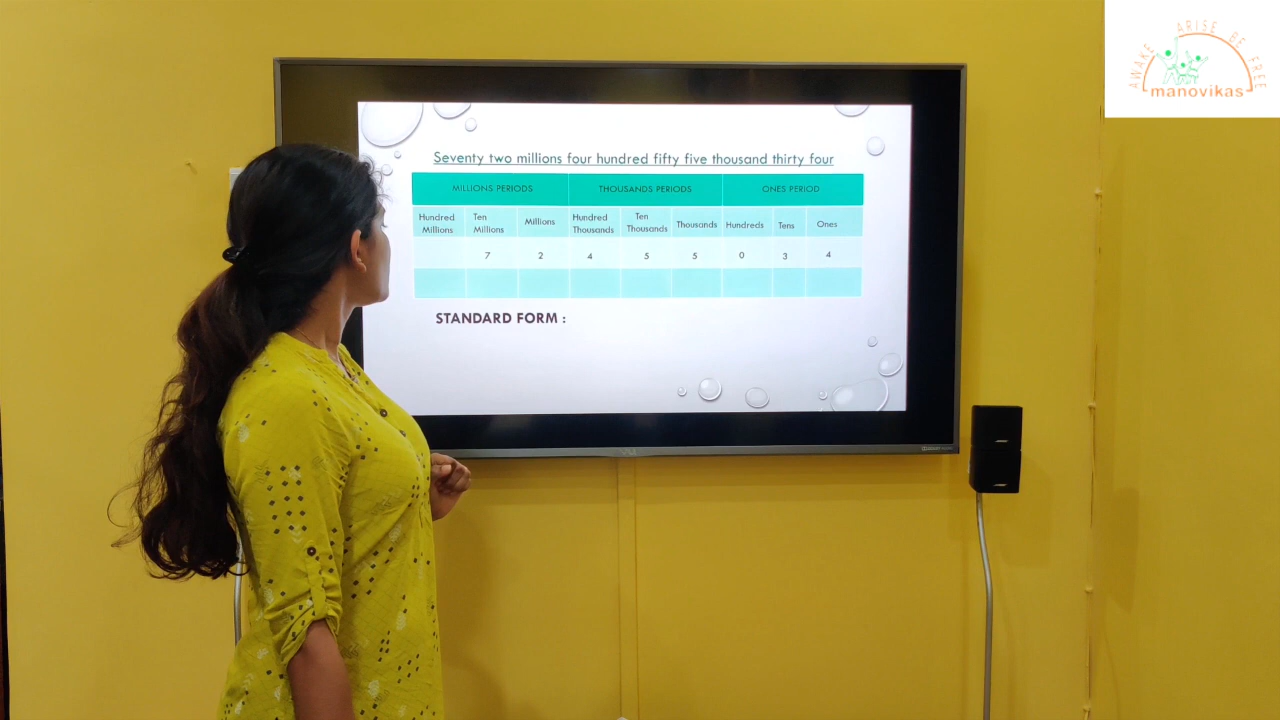 AWAKE ARISE BE FREE
manovikas
Seventy two millions four hundred fifty five thousand thirty four
MILLIONS PERIODS THOUSANDS PERIODS ONES PERIOD
Hundred Millions Ten Millions Millions Hundred Thousands Ten Thousands Thousands Hundreds Tens Ones
7 2 4 5 5 0 3 4
STANDARD FORM :